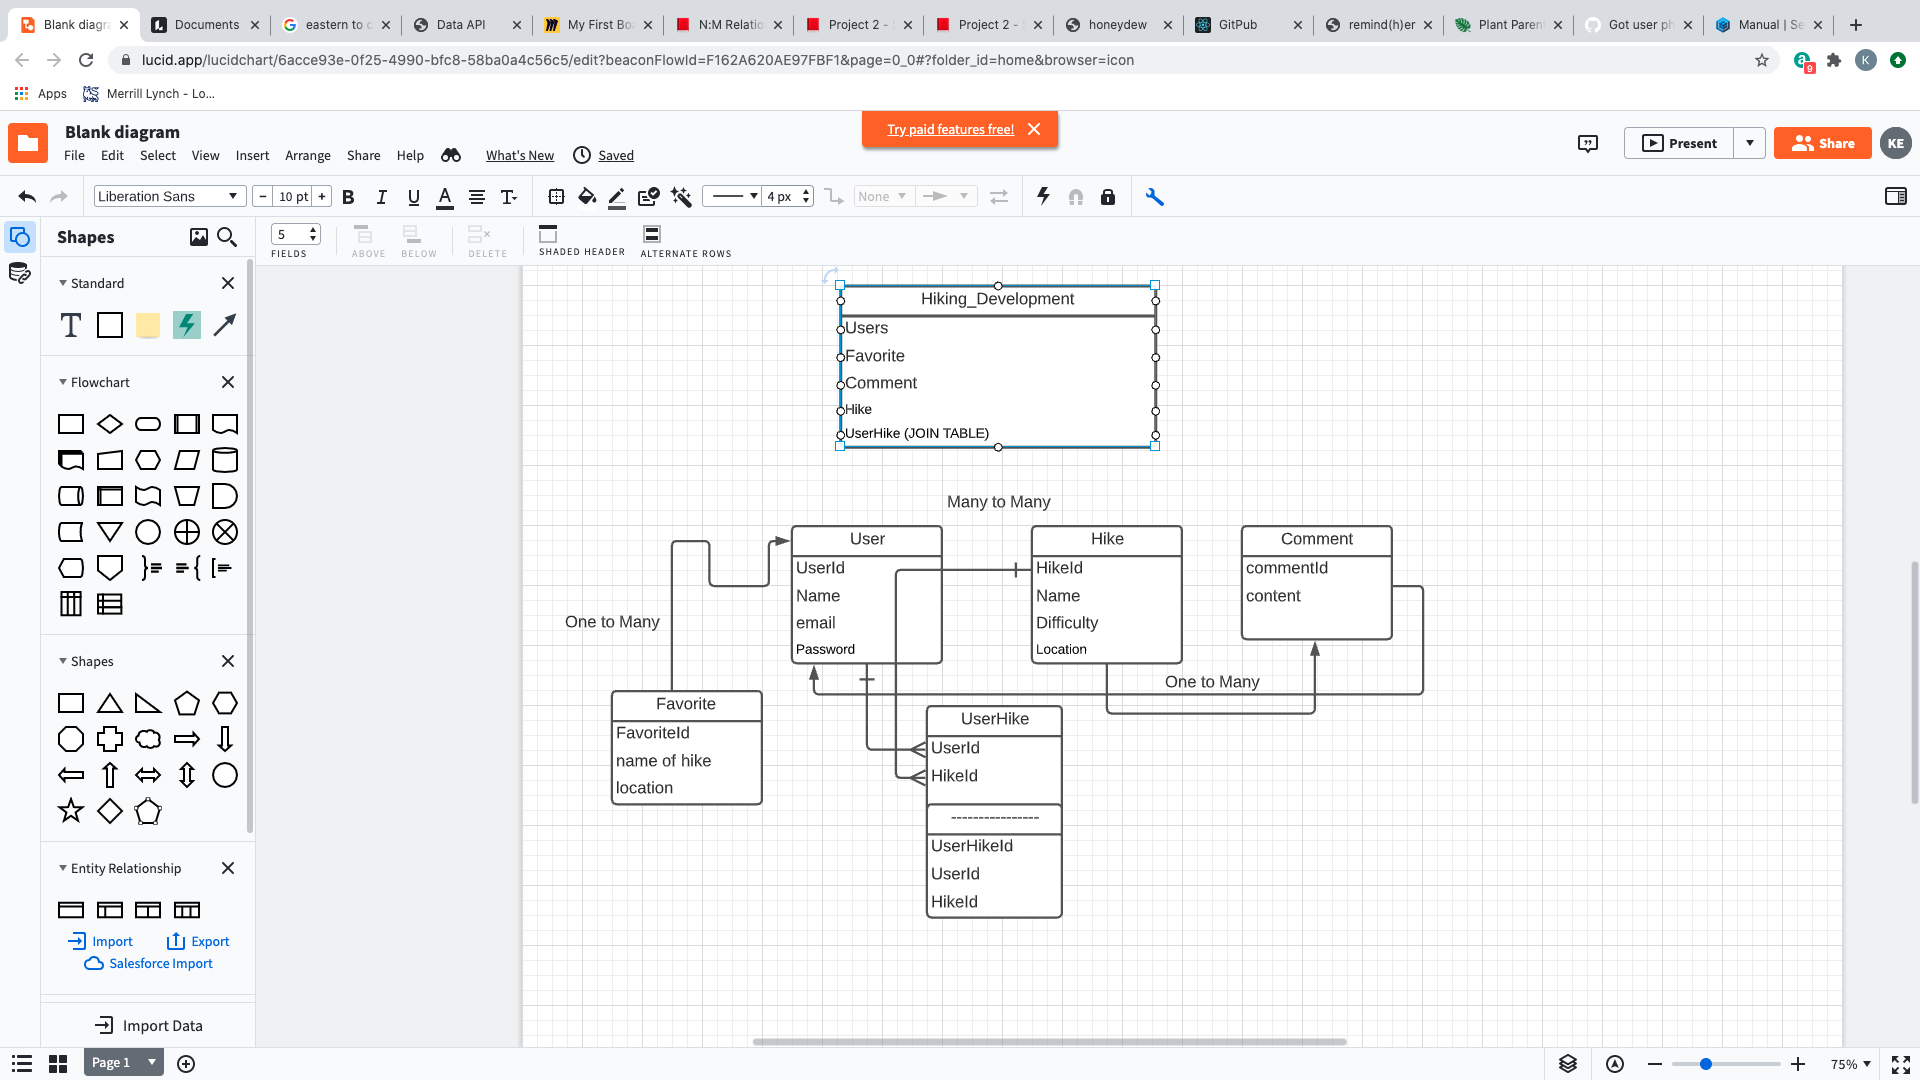 Blank diagra
Documents
eastern to c
Data API
My First Bo
N:M Relatio
Project 2 -
Project 2 -
honeydew
GitPub
remind(h)er
Plant Paren
Got user ph
Manual | Se
lucid.app/lucidchart/6acce93e-0f25-4990-bfc8-58ba0a4c56c5/edit?beaconFlowId=F162A620AE97FBF1&page=0_0#?folder_id=home&browser=icon
9
K
Apps
Merrill Lynch - Lo...
Blank diagram
Try paid features free!
File Edit Select View Insert Arrange Share Help What's New Saved
Present
Share
KE
Liberation Sans
10 pt
4 px
None
Shapes
5
FIELDS
ABOVE
BELOW
DELETE
SHADED HEADER
ALTERNATE ROWS
Standard
Flowchart
Shapes
Entity Relationship
Import
Export
Salesforce Import
Import Data
Hiking_Development
Users
Favorite
Comment
Hike
UserHike (JOIN TABLE)
Many to Many
User
UserId
Name
email
Password
Hike
HikeId
Name
Difficulty
Location
Comment
commentId
content
One to Many
One to Many
Favorite
FavoriteId
name of hike
location
UserHike
UserId
HikeId
----------------
UserHikeId
UserId
HikeId
Page 1
75%